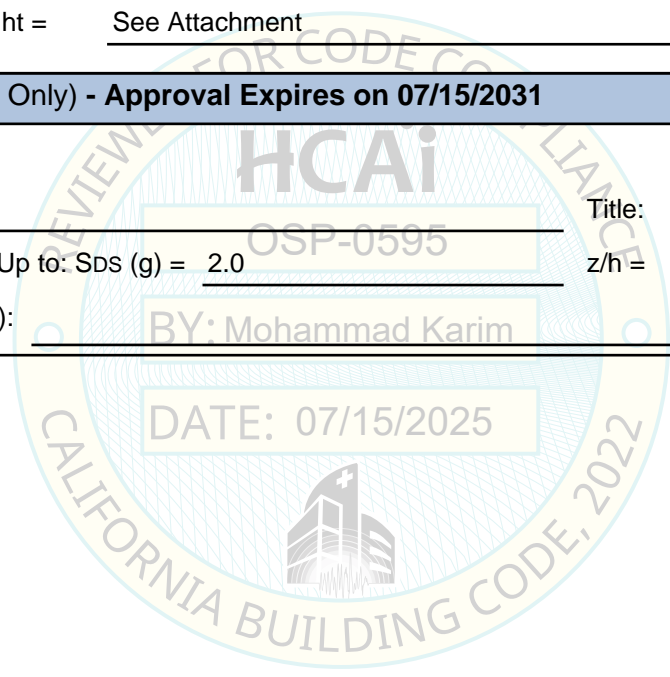 ht = See Attachment
Only) - Approval Expires on 07/15/2031
REVIEWED FOR CODE COMPLIANCE
HCAi
Title:
OSP-0595
Up to: SDS (g) = 2.0 z/h =
):
BY: Mohammad Karim
DATE: 07/15/2025
CALIFORNIA BUILDING CODE, 2022